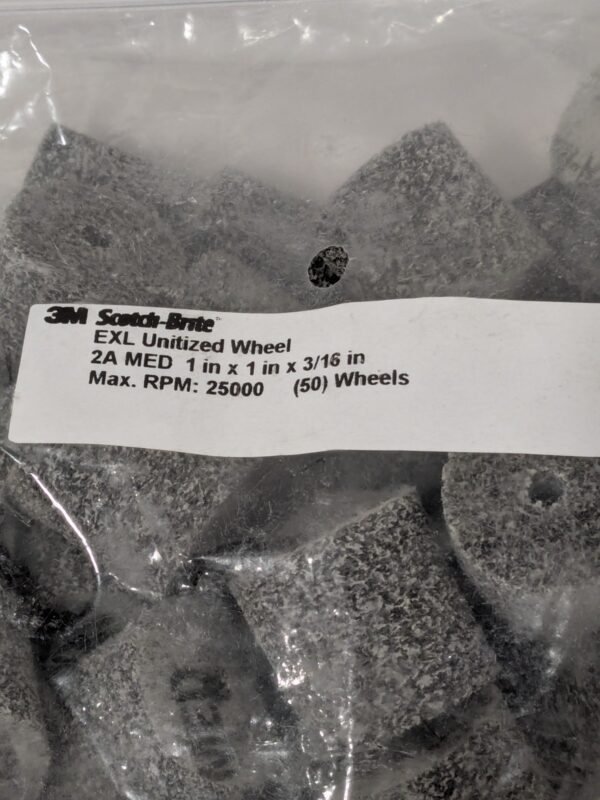 3M Scotch-Brite™
EXL Unitized Wheel
2A MED 1 in x 1 in x 3/16 in
Max. RPM: 25000 (50) Wheels